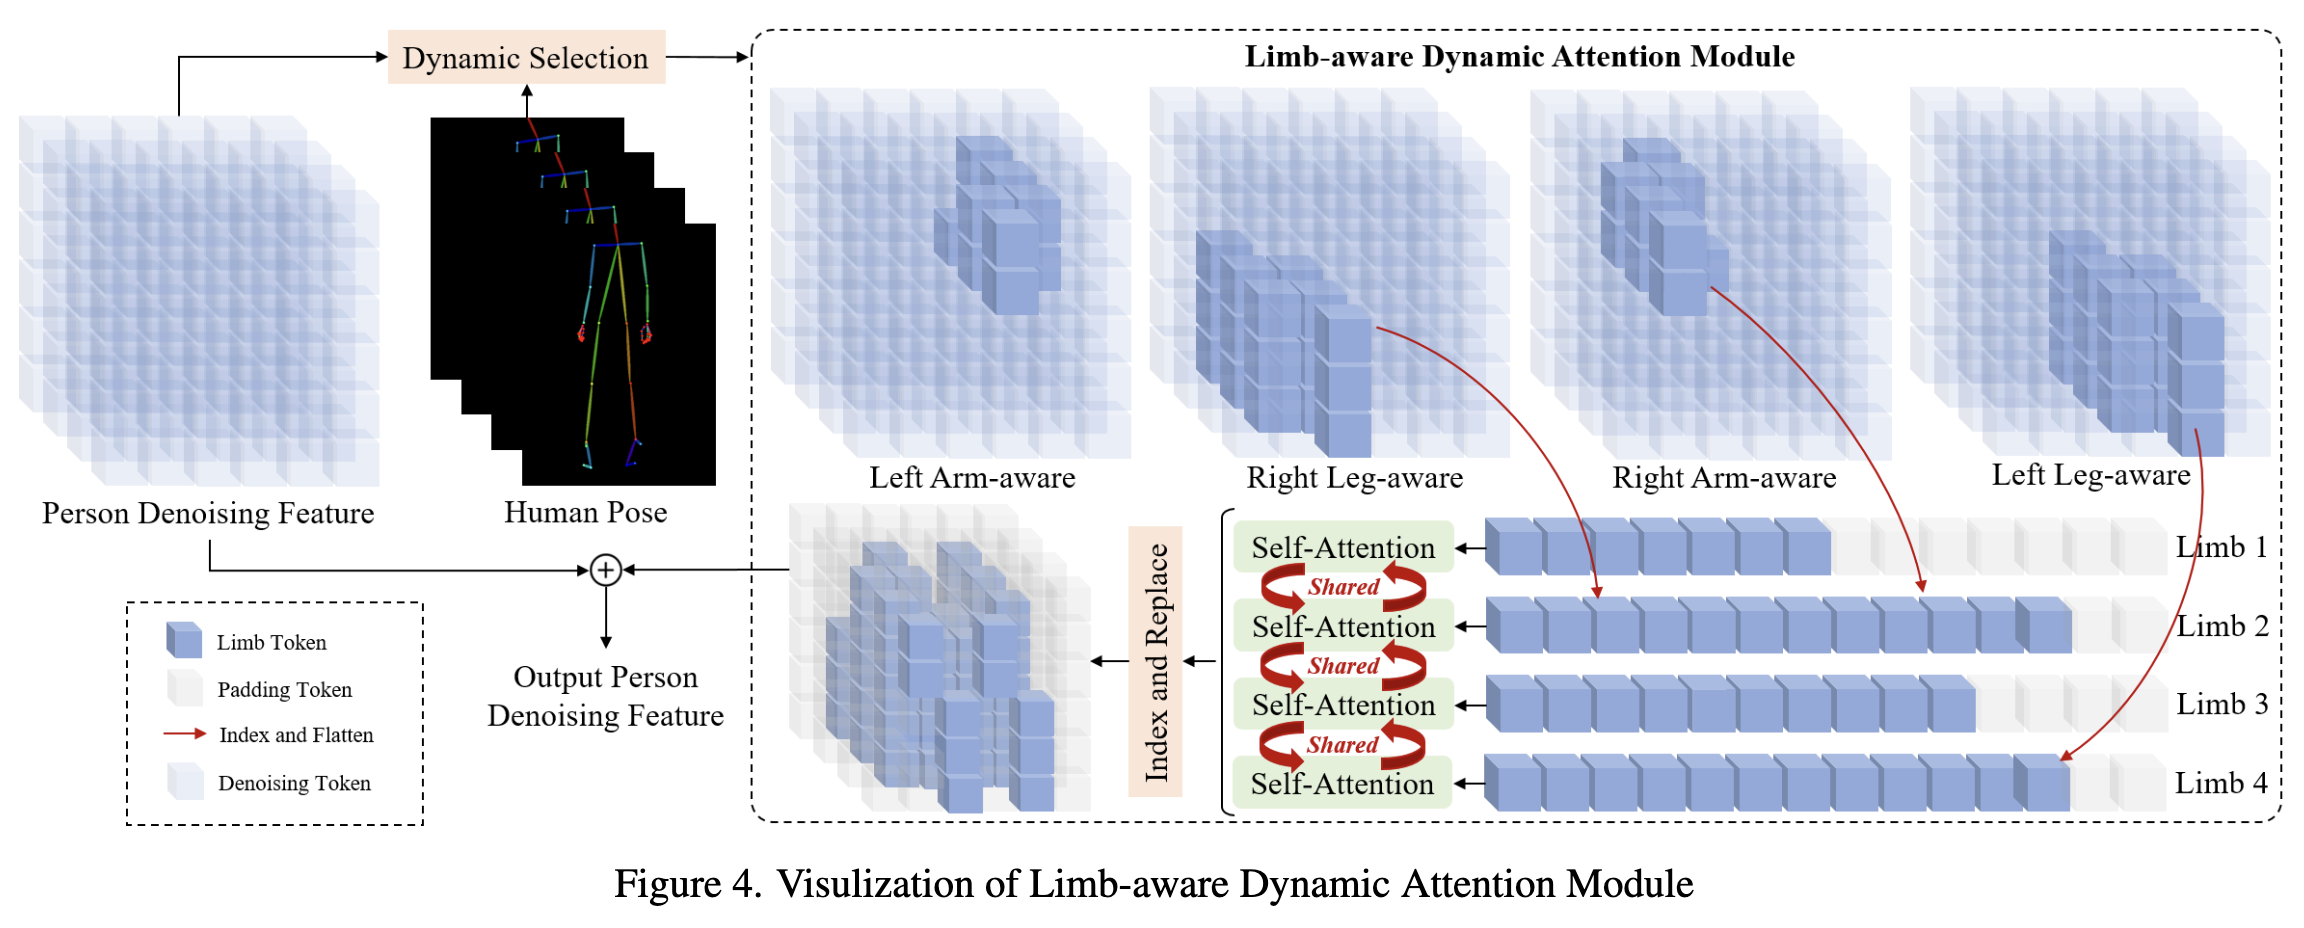 Dynamic Selection
Limb-aware Dynamic Attention Module
Person Denoising Feature
Human Pose
Left Arm-aware
Right Leg-aware
Right Arm-aware
Left Leg-aware
Self-Attention
Shared
Self-Attention
Shared
Self-Attention
Shared
Self-Attention
Limb 1
Limb 2
Limb 3
Limb 4
Index and Replace
Output Person
Denoising Feature
Limb Token
Padding Token
Index and Flatten
Denoising Token
Figure 4. Visulization of Limb-aware Dynamic Attention Module